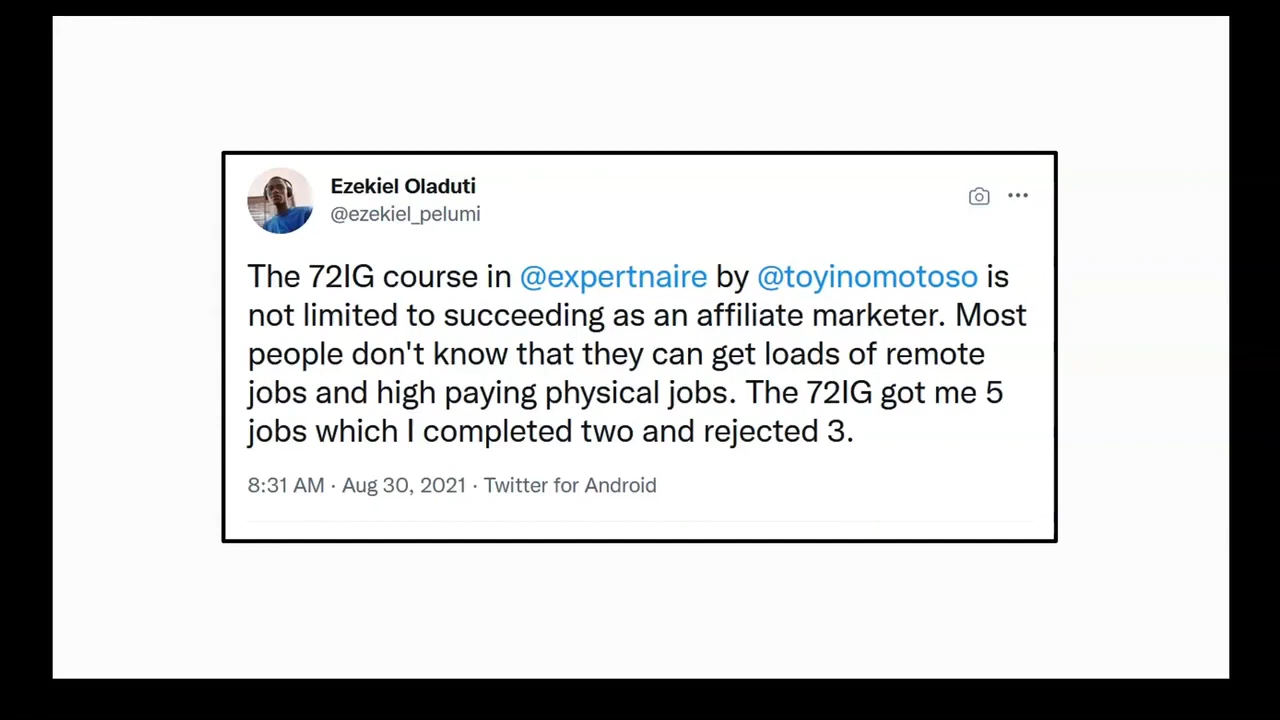 Ezekiel Oladuti
@ezekiel_pelumi
The 72IG course in @expertnaire by @toyinomotoso is
not limited to succeeding as an affiliate marketer. Most
people don't know that they can get loads of remote
jobs and high paying physical jobs. The 72IG got me 5
jobs which I completed two and rejected 3.
8:31 AM · Aug 30, 2021 · Twitter for Android